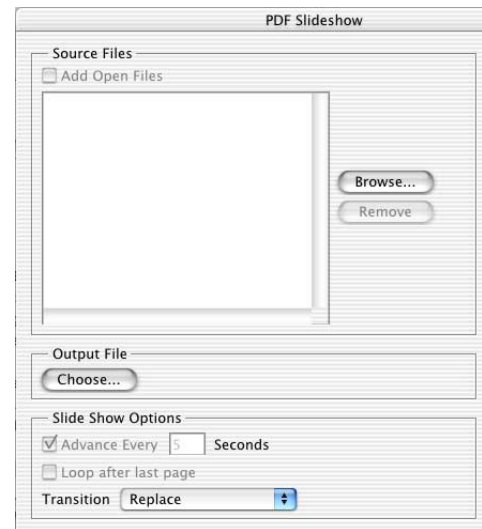 PDF Slideshow
Source Files
Add Open Files
Browse...
Remove
Output File
Choose...
Slide Show Options
Advance Every 5 Seconds
Loop after last page
Transition Replace